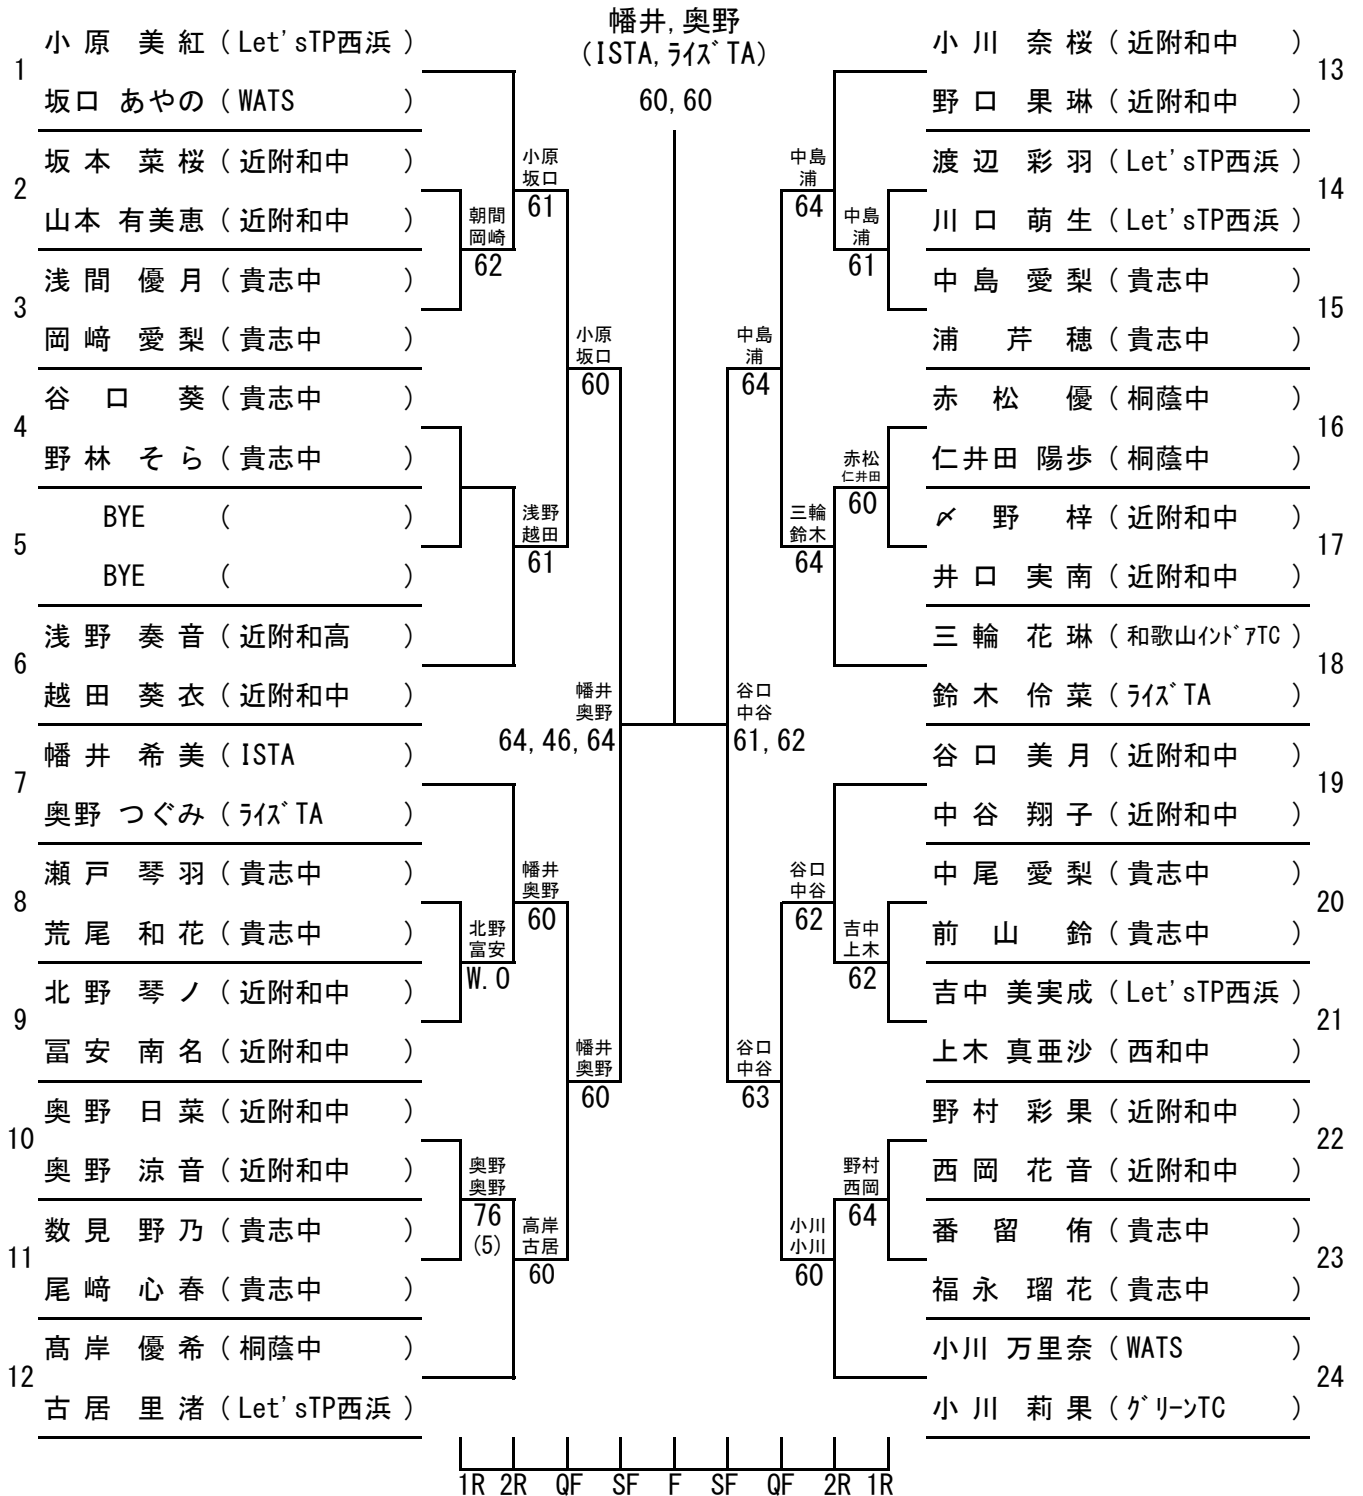 幡井,奥野
(ISTA,ﾗｲｽﾞTA)
60,60
1
小原 美紅 ( Let'sTP西浜 )
坂口 あやの ( WATS )
2
坂本 菜桜 ( 近附和中 )
山本 有美恵 ( 近附和中 )
3
浅間 優月 ( 貴志中 )
岡﨑 愛梨 ( 貴志中 )
4
谷口 葵 ( 貴志中 )
野林 そら ( 貴志中 )
5
BYE ( )
BYE ( )
6
浅野 奏音 ( 近附和高 )
越田 葵衣 ( 近附和中 )
7
幡井 希美 ( ISTA )
奥野 つぐみ ( ﾗｲｽﾞTA )
8
瀬戸 琴羽 ( 貴志中 )
荒尾 和花 ( 貴志中 )
9
北野 琴ノ ( 近附和中 )
冨安 南名 ( 近附和中 )
10
奥野 日菜 ( 近附和中 )
奥野 涼音 ( 近附和中 )
11
数見 野乃 ( 貴志中 )
尾﨑 心春 ( 貴志中 )
12
髙岸 優希 ( 桐蔭中 )
古居 里渚 ( Let'sTP西浜 )
朝間
岡崎
62
北野
富安
W.O
奥野
奥野
76
(5)
小原
坂口
61
浅野
越田
61
幡井
奥野
60
高岸
古居
60
小原
坂口
60
幡井
奥野
60
幡井
奥野
64,46,64
谷口
中谷
61,62
中島
浦
64
谷口
中谷
63
中島
浦
64
三輪
鈴木
64
谷口
中谷
62
小川
小川
60
中島
浦
61
赤松
仁井田
60
吉中
上木
62
野村
西岡
64
小川 奈桜 ( 近附和中 )
野口 果琳 ( 近附和中 )
13
渡辺 彩羽 ( Let'sTP西浜 )
川口 萌生 ( Let'sTP西浜 )
14
中島 愛梨 ( 貴志中 )
浦 芹穂 ( 貴志中 )
15
赤松 優 ( 桐蔭中 )
仁井田 陽歩 ( 桐蔭中 )
16
〆野 梓 ( 近附和中 )
井口 実南 ( 近附和中 )
17
三輪 花琳 ( 和歌山ｲﾝﾄﾞｱTC )
鈴木 伶菜 ( ﾗｲｽﾞTA )
18
谷口 美月 ( 近附和中 )
中谷 翔子 ( 近附和中 )
19
中尾 愛梨 ( 貴志中 )
前山 鈴 ( 貴志中 )
20
吉中 美実成 ( Let'sTP西浜 )
上木 真亜沙 ( 西和中 )
21
野村 彩果 ( 近附和中 )
西岡 花音 ( 近附和中 )
22
番留 侑 ( 貴志中 )
福永 瑠花 ( 貴志中 )
23
小川 万里奈 ( WATS )
小川 莉果 ( ｸﾞﾘｰﾝTC )
24
1R 2R QF SF F SF QF 2R 1R